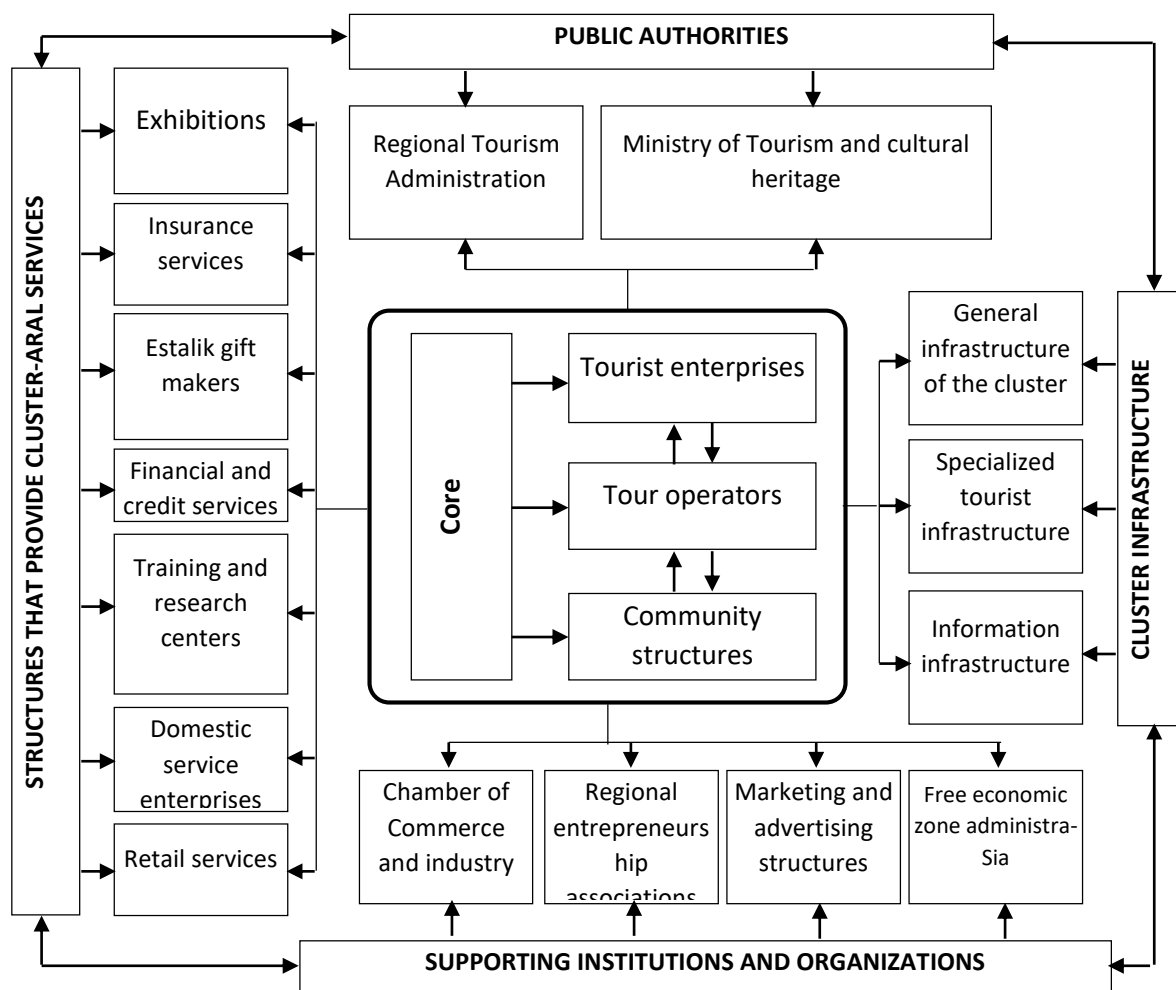 PUBLIC AUTHORITIES
STRUCTURES THAT PROVIDE CLUSTER-ARAL SERVICES
Exhibitions
Insurance
services
Estalik gift
makers
Financial and
credit services
Training and
research
centers
Domestic
service
enterprises
Retail services
Regional Tourism
Administration
Ministry of Tourism and cultural
heritage
Core
Tourist enterprises
Tour operators
Community
structures
General
infrastructure
of the cluster
Specialized
tourist
infrastructure
Information
infrastructure
CLUSTER INFRASTRUCTURE
Chamber of
Commerce
and industry
Regional
entrepreneurs
hip
associations
Marketing and
advertising
structures
Free economic
zone administra-
Sia
SUPPORTING INSTITUTIONS AND ORGANIZATIONS